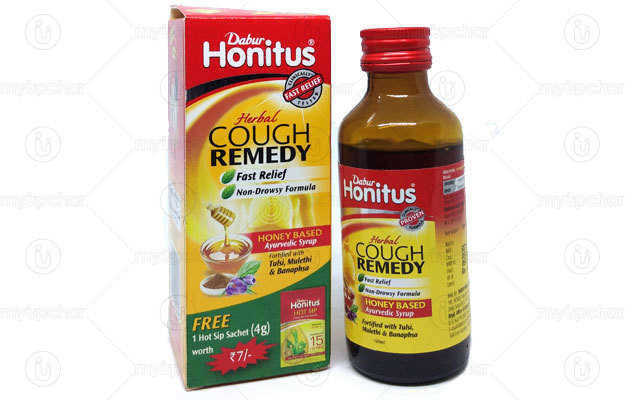 Dabur
Honitus®
CLINICALLY
FAST RELIEF
TESTED
Herbal
COUGH
REMEDY
Fast Relief
Non-Drowsy Formula
HONEY BASED
Ayurvedic Syrup
Fortified with
Tulsi, Mulethi
& Banaphsa
FREE
1 Hot Sip Sachet (4g)
worth
₹7/-
Honitus
HOT SIP
15
Dabur
Honitus®
PROVEN
Herbal
COUGH
REMEDY
Fast Relief
Non-Drowsy Formula
HONEY BASED
Ayurvedic Syrup
Fortified with Tulsi,
Mulethi & Banaphsa